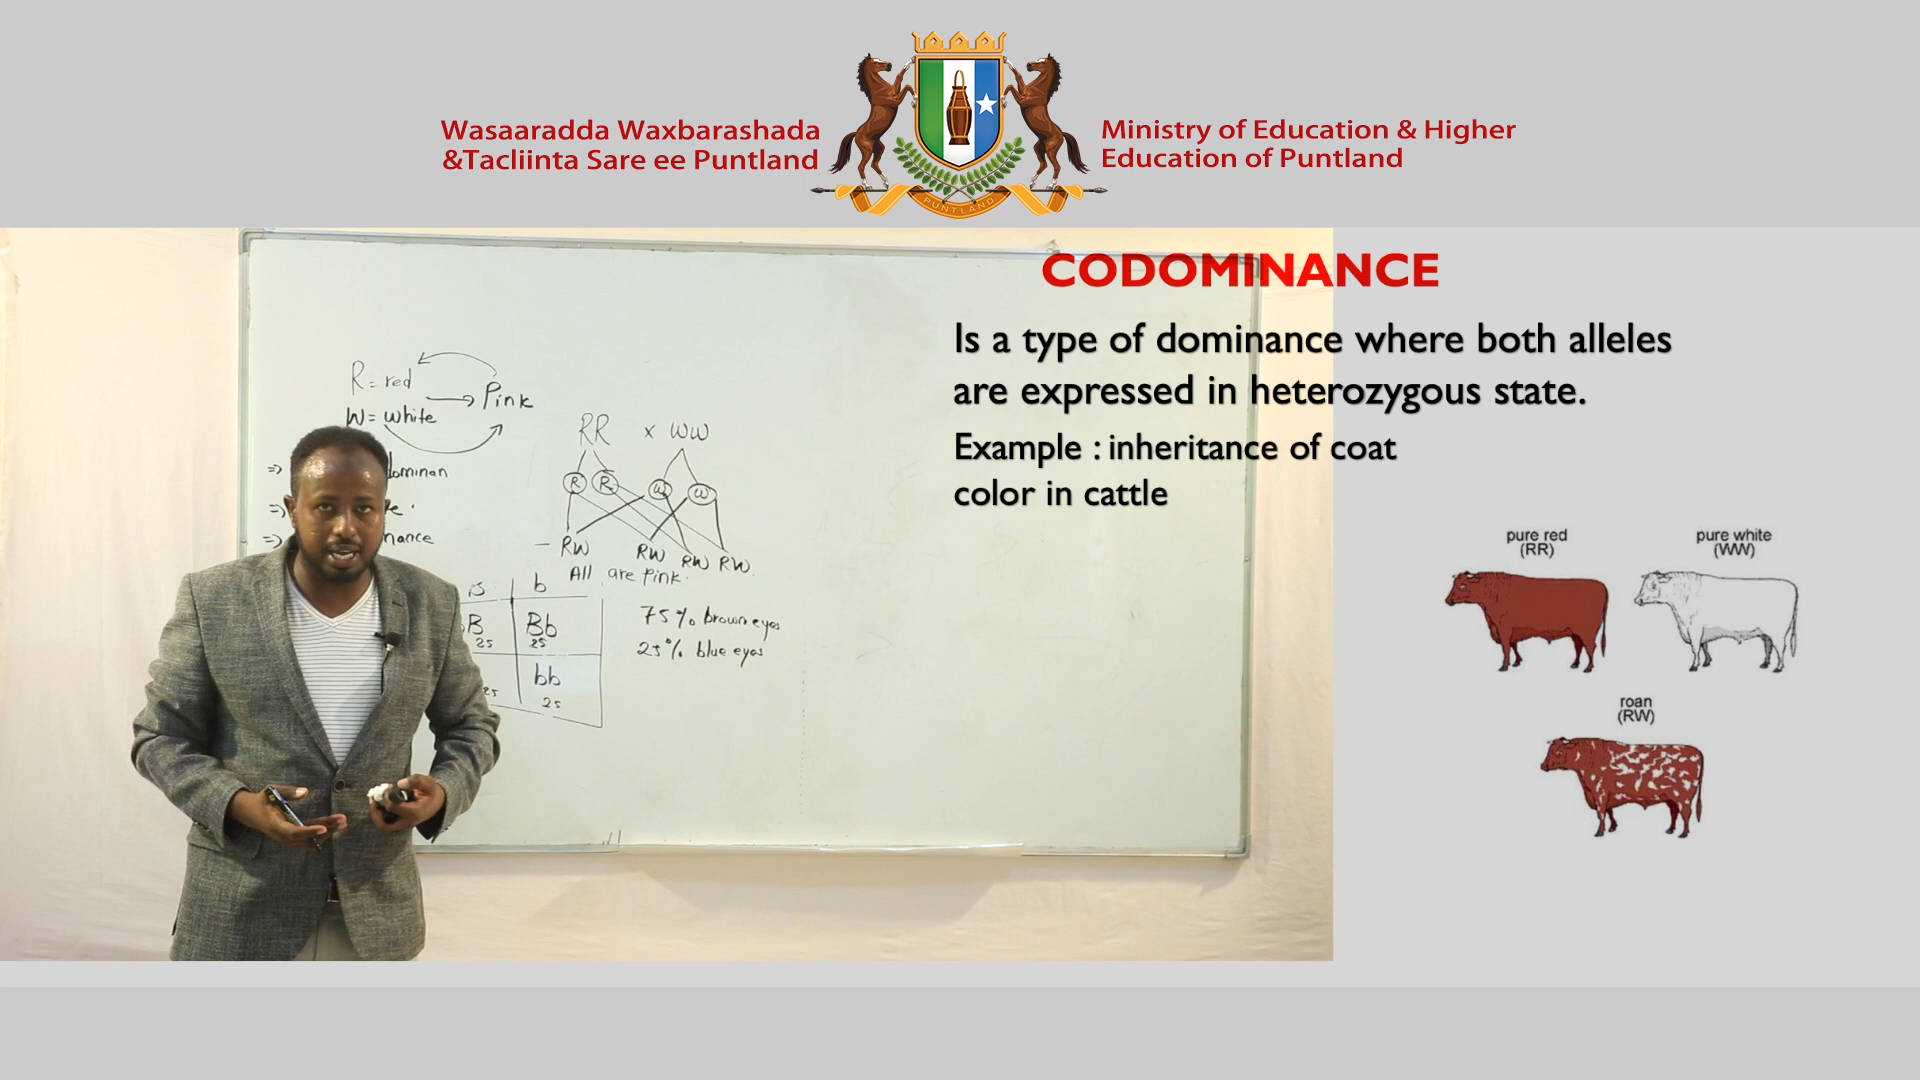 Wasaaradda Waxbarashada
&Tacliinta Sare ee Puntland
Ministry of Education & Higher
Education of Puntland
PUNTLAND
CODOMINANCE
Is a type of dominance where both alleles
are expressed in heterozygous state.
Example : inheritance of coat
color in cattle
pure red
(RR)
pure white
(WW)
roan
(RW)
R = red
Pink
W = white
RR x WW
R R W W
RW RW RW RW
All are pink.
b
Bb
25
25
bb
25
75% brown eyes
25% blue eyes